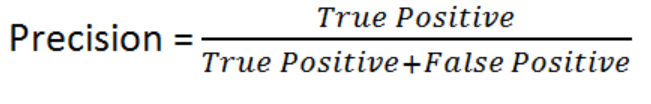 Precision = True Positive
True Positive+False Positive